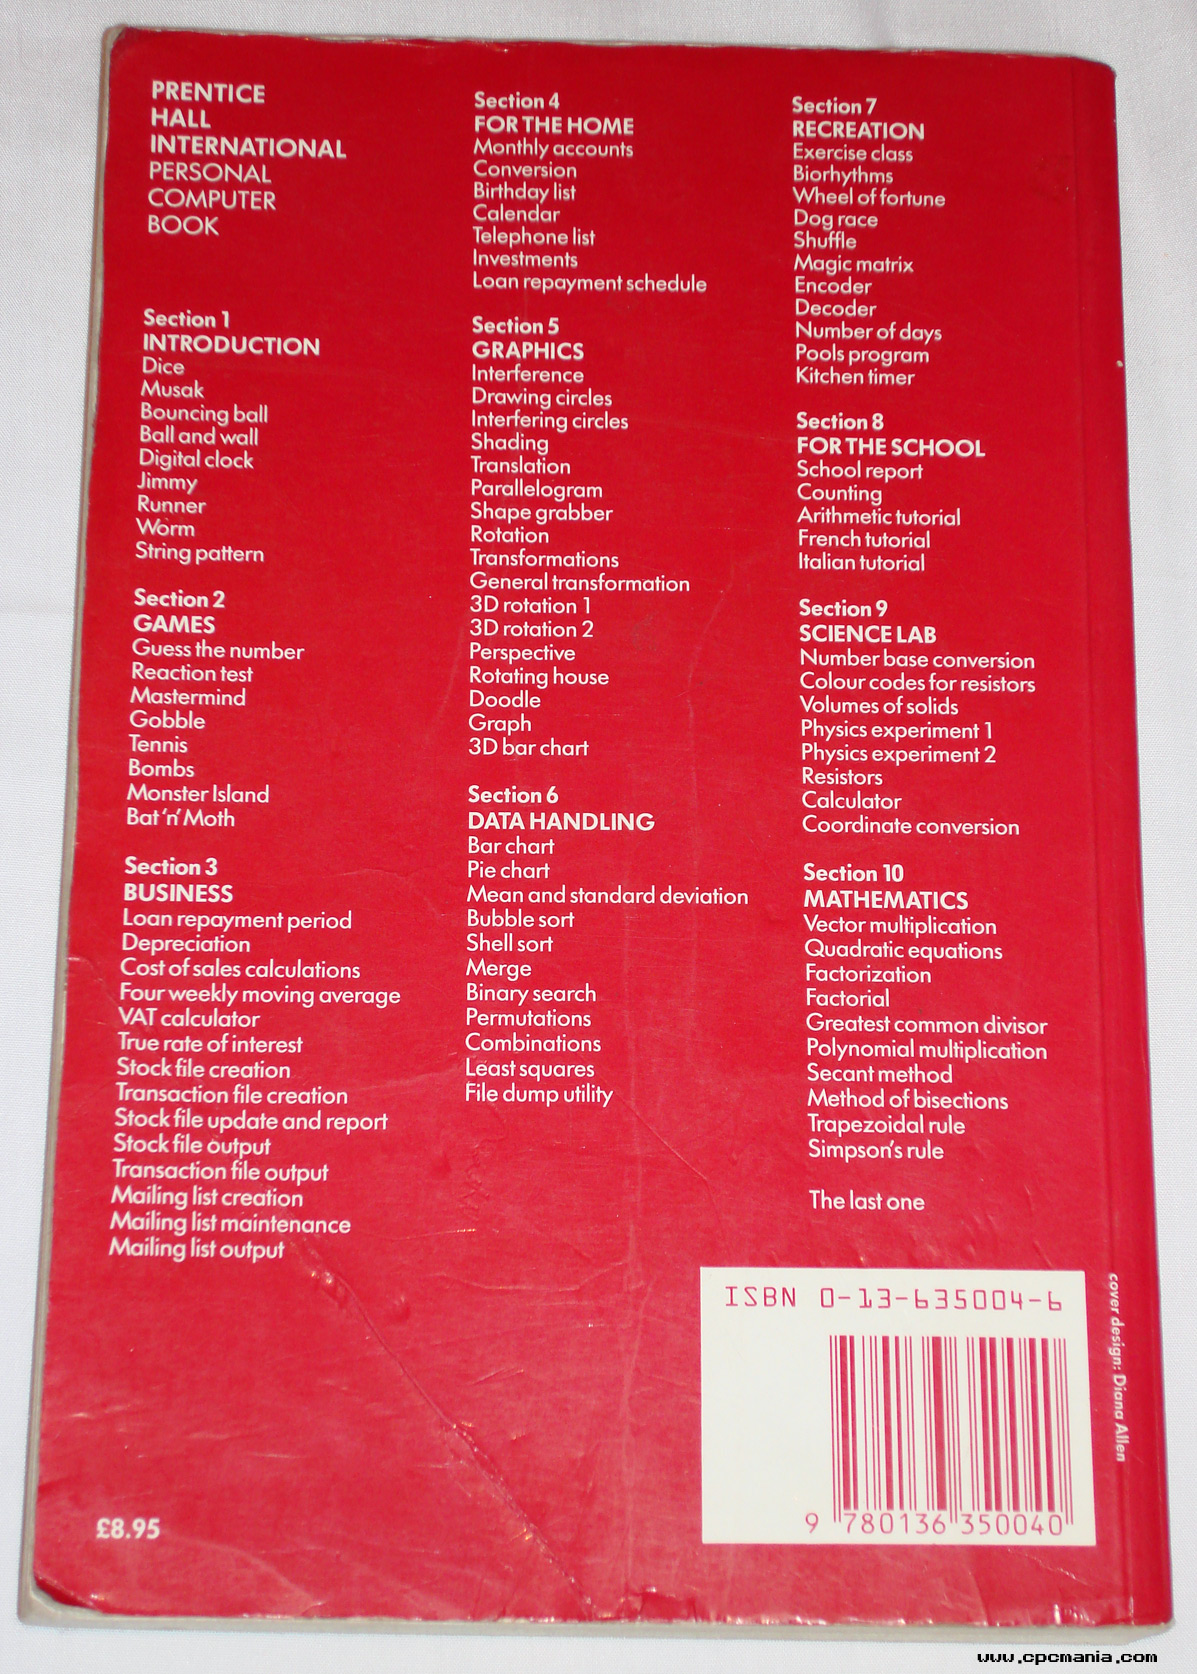 PRENTICE
HALL
INTERNATIONAL
PERSONAL
COMPUTER
BOOK
Section 1
INTRODUCTION
Dice
Musak
Bouncing ball
Ball and wall
Digital clock
Jimmy
Runner
Worm
String pattern
Section 2
GAMES
Guess the number
Reaction test
Mastermind
Gobble
Tennis
Bombs
Monster Island
Bat 'n' Moth
Section 3
BUSINESS
Loan repayment period
Depreciation
Cost of sales calculations
Four weekly moving average
VAT calculator
True rate of interest
Stock file creation
Transaction file creation
Stock file update and report
Stock file output
Transaction file output
Mailing list creation
Mailing list maintenance
Mailing list output
£8.95
Section 4
FOR THE HOME
Monthly accounts
Conversion
Birthday list
Calendar
Telephone list
Investments
Loan repayment schedule
Section 5
GRAPHICS
Interference
Drawing circles
Interfering circles
Shading
Translation
Parallelogram
Shape grabber
Rotation
Transformations
General transformation
3D rotation 1
3D rotation 2
Perspective
Rotating house
Doodle
Graph
3D bar chart
Section 6
DATA HANDLING
Bar chart
Pie chart
Mean and standard deviation
Bubble sort
Shell sort
Merge
Binary search
Permutations
Combinations
Least squares
File dump utility
Section 7
RECREATION
Exercise class
Biorhythms
Wheel of fortune
Dog race
Shuffle
Magic matrix
Encoder
Decoder
Number of days
Pools program
Kitchen timer
Section 8
FOR THE SCHOOL
School report
Counting
Arithmetic tutorial
French tutorial
Italian tutorial
Section 9
SCIENCE LAB
Number base conversion
Colour codes for resistors
Volumes of solids
Physics experiment 1
Physics experiment 2
Resistors
Calculator
Coordinate conversion
Section 10
MATHEMATICS
Vector multiplication
Quadratic equations
Factorization
Factorial
Greatest common divisor
Polynomial multiplication
Secant method
Method of bisections
Trapezoidal rule
Simpson's rule
The last one
ISBN 0-13-635004-6
9 780136 350040
cover design: Diana Allen
www.cpcmania.com